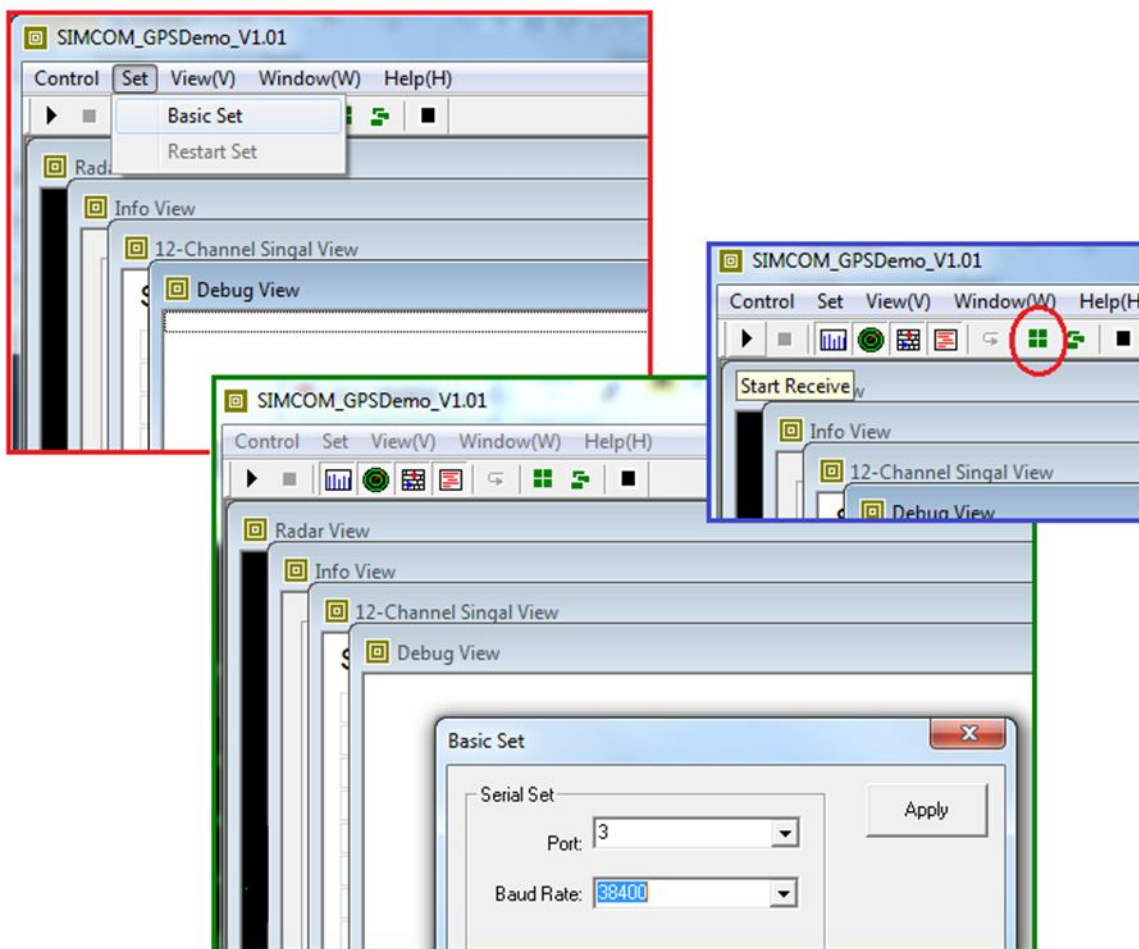 SIMCOM_GPSDemo_V1.01
Control Set View(V) Window(W) Help(H)
Basic Set
Restart Set
Info View
12-Channel Singal View
Debug View
SIMCOM_GPSDemo_V1.01
Control Set View(V) Window(W) Help(H
Start Receive
Info View
12-Channel Singal View
Debug View
SIMCOM_GPSDemo_V1.01
Control Set View(V) Window(W) Help(H)
Radar View
Info View
12-Channel Singal View
Debug View
Basic Set
Serial Set
Apply
Port: 3
Baud Rate: 38400